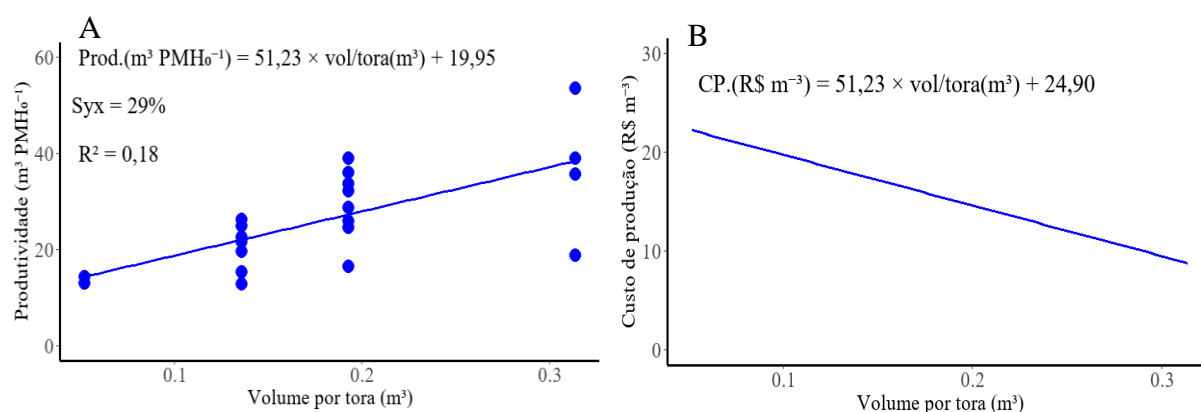 A
Prod.(m³ PMH₀⁻¹) = 51,23 × vol/tora(m³) + 19,95
Syx = 29%
R² = 0,18
Produtividade (m³ PMH₀⁻¹)
60
40
20
0
0.1
0.2
0.3
Volume por tora (m³)
B
CP.(R$ m⁻³) = 51,23 × vol/tora(m³) + 24,90
Custo de produção (R$ m⁻³)
30
20
10
0
0.1
0.2
0.3
Volume por tora (m³)